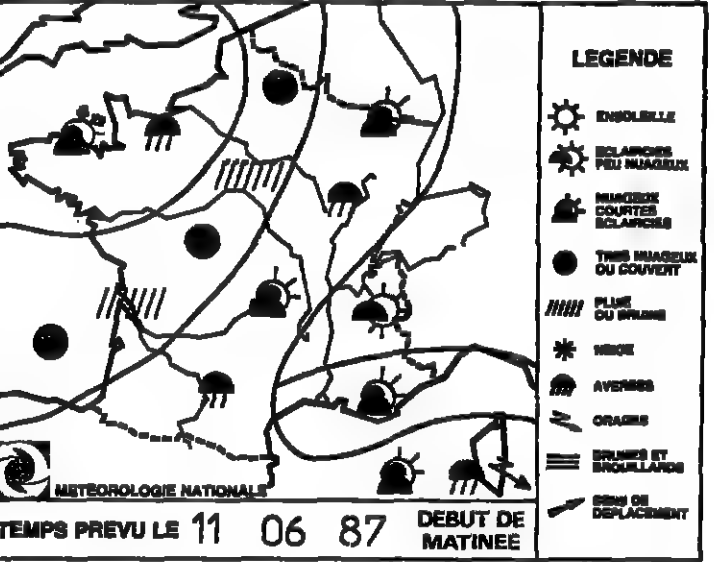 LEGENDE
ENSOLEILLE
ECLAIRCIES
PEU NUAGEUX
NUAGEUX
COURTES
ECLAIRCIES
TRES NUAGEUX
OU COUVERT
PLUIE
OU BRUINE
NEIGE
AVERSES
ORAGES
BRUMES ET
BROUILLARDS
SENS DE
DEPLACEMENT
METEOROLOGIE NATIONALE
TEMPS PREVU LE 11 06 87 DEBUT DE
MATINEE